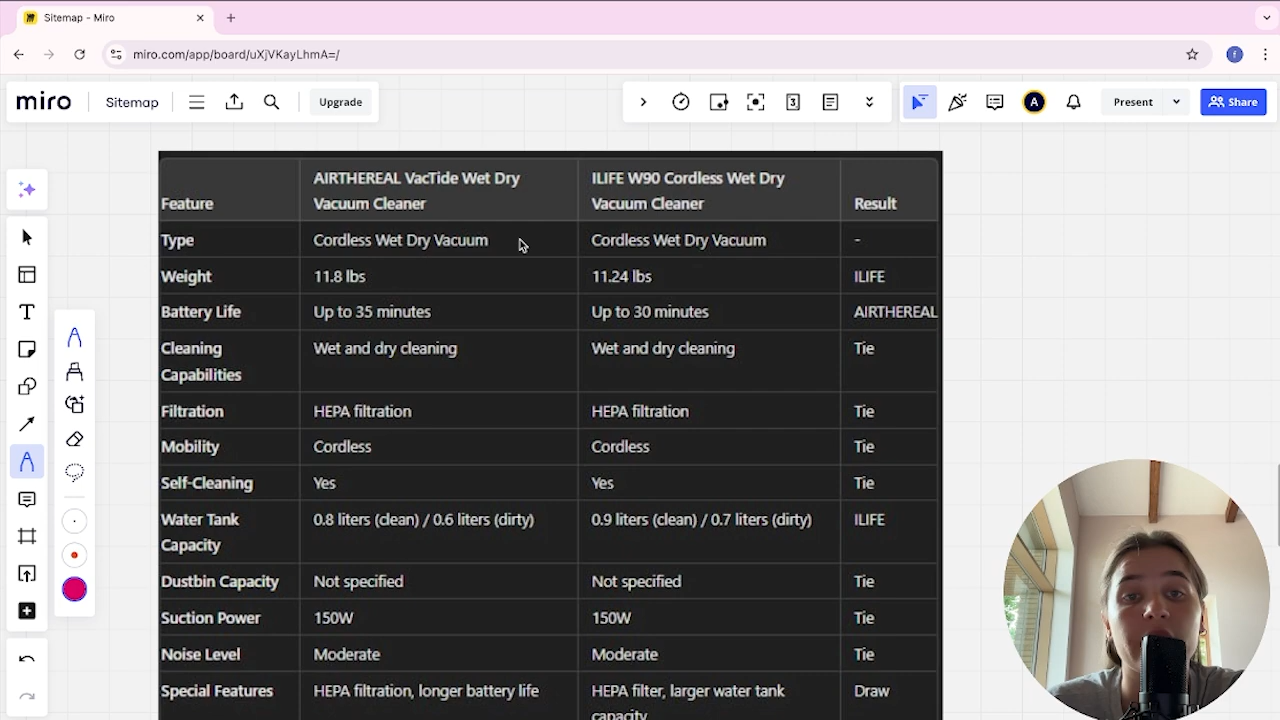 Sitemap - Miro
miro.com/app/board/uXjVKayLhmA=/
f
miro
Sitemap
Upgrade
3
A
Present
Share
T
Feature
AIRTHEREAL VacTide Wet Dry
Vacuum Cleaner
ILIFE W90 Cordless Wet Dry
Vacuum Cleaner
Result
Type
Cordless Wet Dry Vacuum
Cordless Wet Dry Vacuum
-
Weight
11.8 lbs
11.24 lbs
ILIFE
Battery Life
Up to 35 minutes
Up to 30 minutes
AIRTHEREAL
Cleaning
Capabilities
Wet and dry cleaning
Wet and dry cleaning
Tie
Filtration
HEPA filtration
HEPA filtration
Tie
Mobility
Cordless
Cordless
Tie
Self-Cleaning
Yes
Yes
Tie
Water Tank
Capacity
0.8 liters (clean) / 0.6 liters (dirty)
0.9 liters (clean) / 0.7 liters (dirty)
ILIFE
Dustbin Capacity
Not specified
Not specified
Tie
Suction Power
150W
150W
Tie
Noise Level
Moderate
Moderate
Tie
Special Features
HEPA filtration, longer battery life
HEPA filter, larger water tank
capacity
Draw